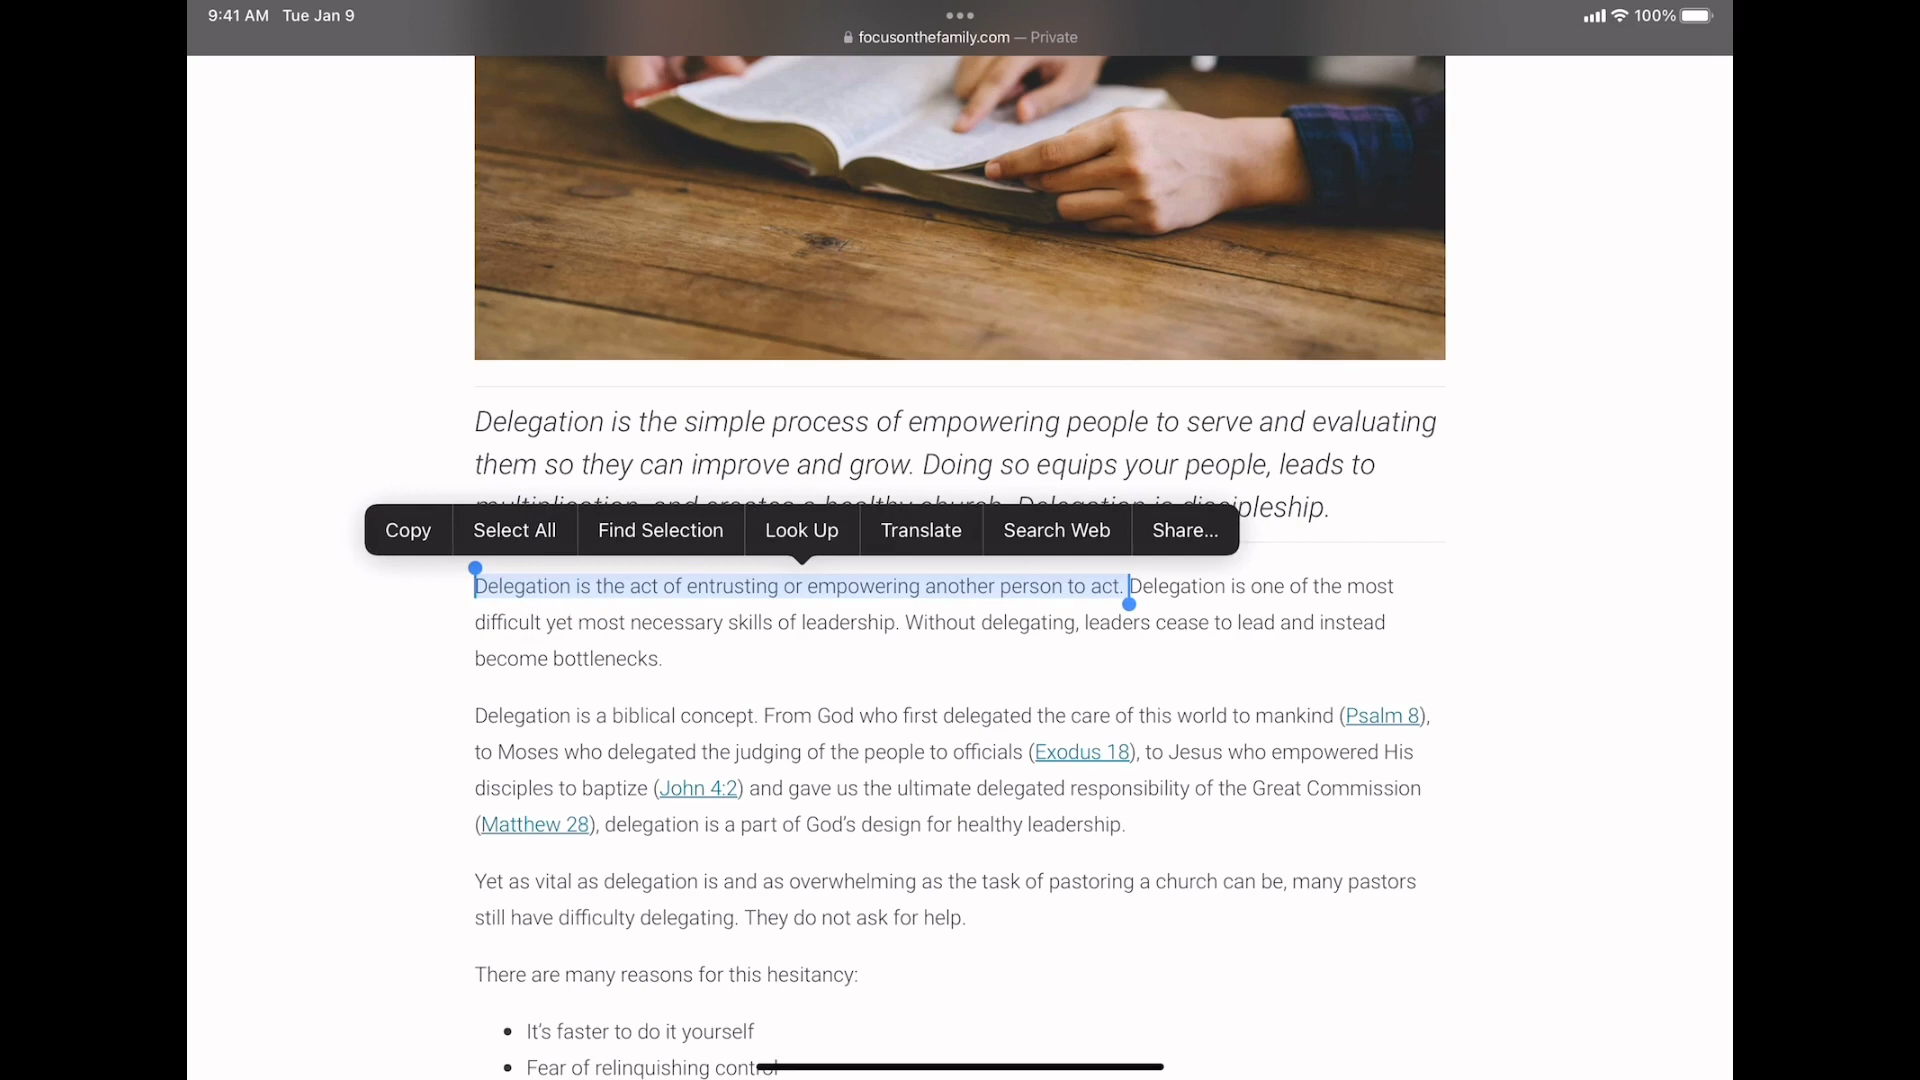 9:41 AM Tue Jan 9
100%
focusonthefamily.com — Private
Delegation is the simple process of empowering people to serve and evaluating
them so they can improve and grow. Doing so equips your people, leads to
multiplication, and creates a healthy church. Delegation is discipleship.
Copy Select All Find Selection Look Up Translate Search Web Share...
Delegation is the act of entrusting or empowering another person to act. Delegation is one of the most
difficult yet most necessary skills of leadership. Without delegating, leaders cease to lead and instead
become bottlenecks.
Delegation is a biblical concept. From God who first delegated the care of this world to mankind (Psalm 8),
to Moses who delegated the judging of the people to officials (Exodus 18), to Jesus who empowered His
disciples to baptize (John 4:2) and gave us the ultimate delegated responsibility of the Great Commission
(Matthew 28), delegation is a part of God’s design for healthy leadership.
Yet as vital as delegation is and as overwhelming as the task of pastoring a church can be, many pastors
still have difficulty delegating. They do not ask for help.
There are many reasons for this hesitancy:
• It’s faster to do it yourself
• Fear of relinquishing control